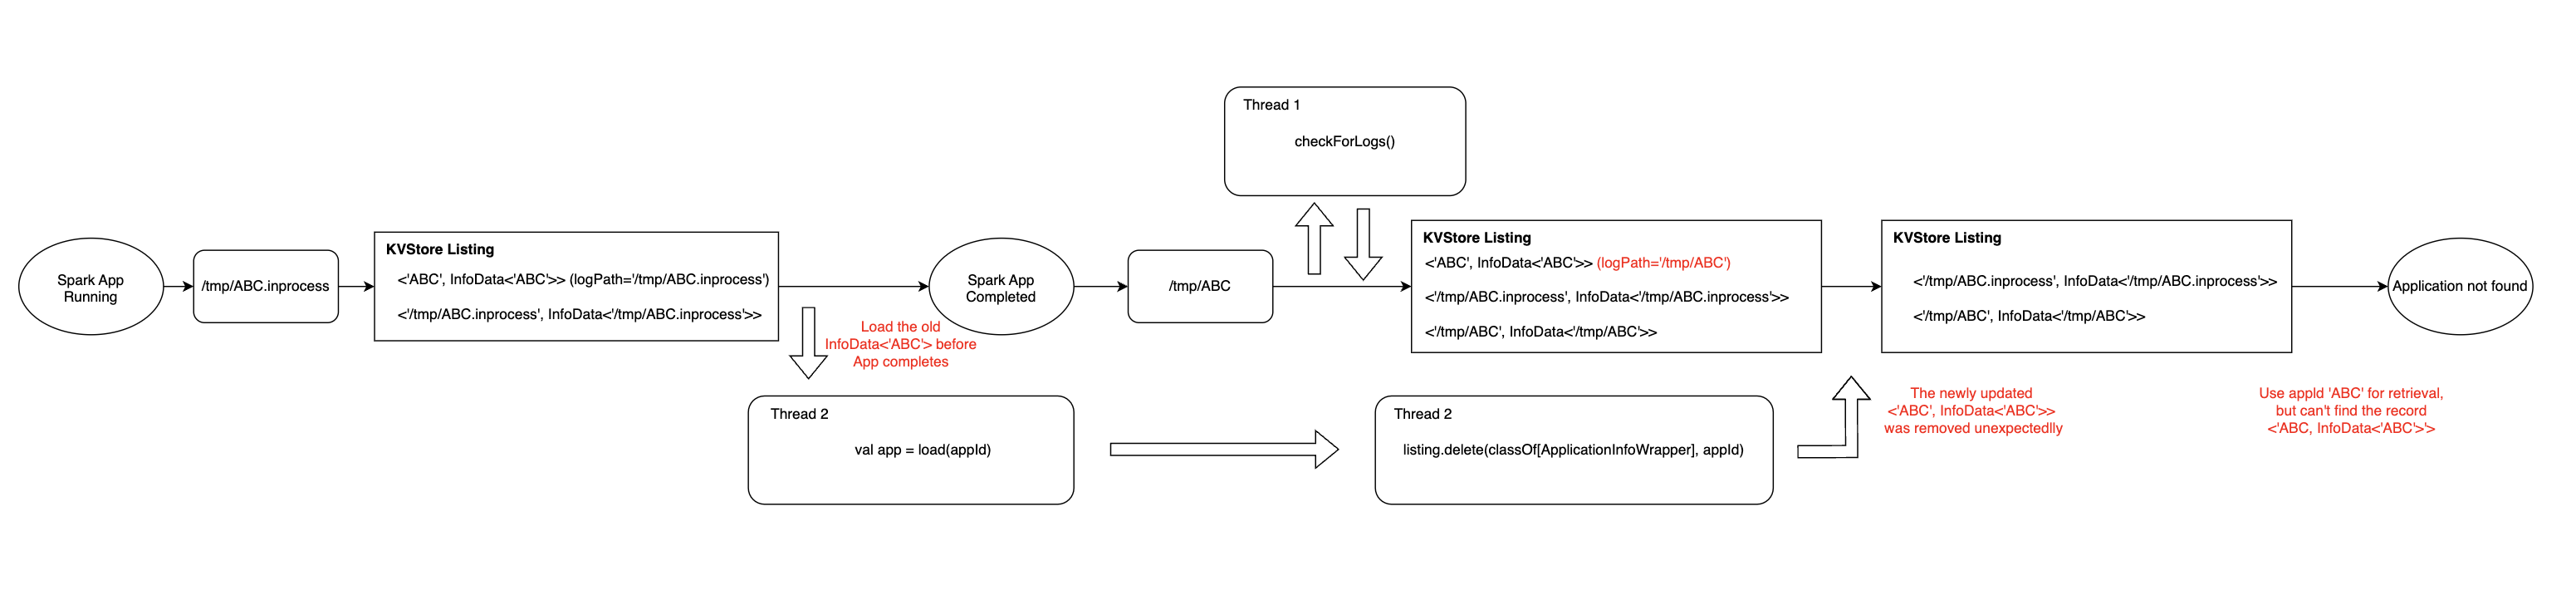 Thread 1
checkForLogs()
Spark App
Running
/tmp/ABC.inprocess
KVStore Listing
<'ABC', InfoData<'ABC'>> (logPath='/tmp/ABC.inprocess')
<'/tmp/ABC.inprocess', InfoData<'/tmp/ABC.inprocess'>>
Load the old
InfoData<'ABC'> before
App completes
Spark App
Completed
/tmp/ABC
KVStore Listing
<'ABC', InfoData<'ABC'>> (logPath='/tmp/ABC')
<'/tmp/ABC.inprocess', InfoData<'/tmp/ABC.inprocess'>>
<'/tmp/ABC', InfoData<'/tmp/ABC'>>
KVStore Listing
<'/tmp/ABC.inprocess', InfoData<'/tmp/ABC.inprocess'>>
<'/tmp/ABC', InfoData<'/tmp/ABC'>>
Application not found
Thread 2
val app = load(appId)
Thread 2
listing.delete(classOf[ApplicationInfoWrapper], appId)
The newly updated
<'ABC', InfoData<'ABC'>>
was removed unexpectedlly
Use appId 'ABC' for retrieval,
but can't find the record
<'ABC, InfoData<'ABC'>'>